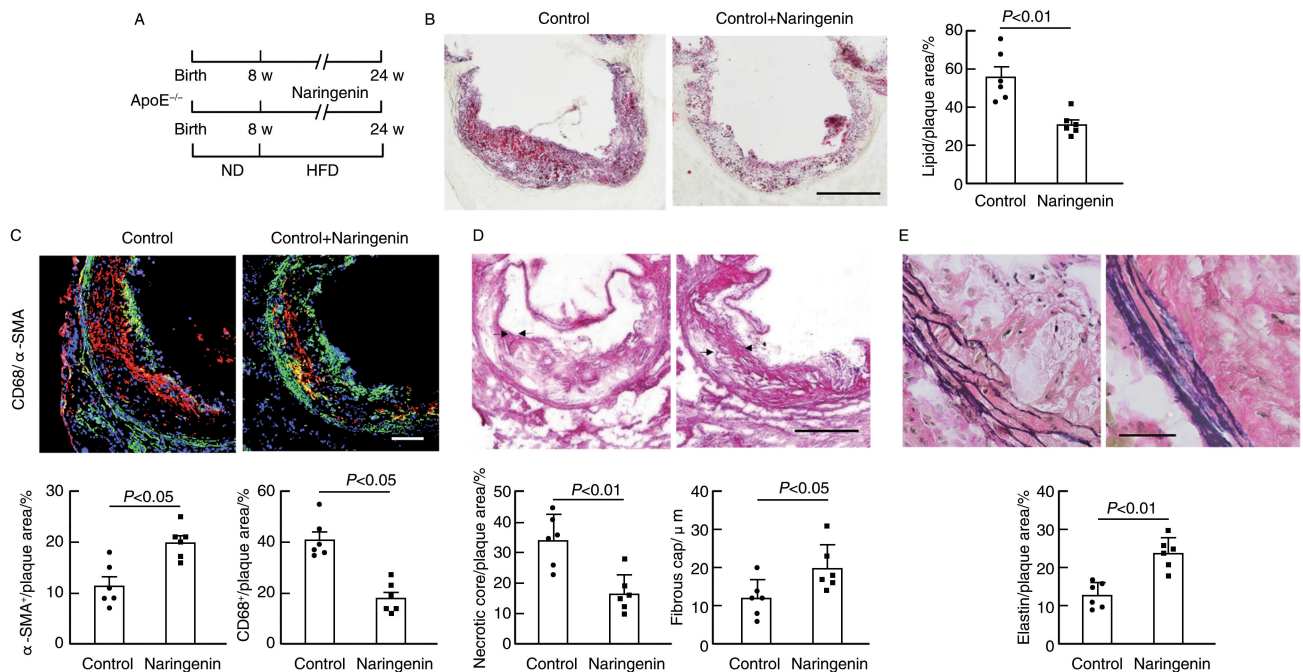 A
Birth
8 w
24 w
Naringenin
ApoE⁻/⁻
Birth
8 w
24 w
ND
HFD
B
Control
Control+Naringenin
P<0.01
Lipid/plaque area/%
80
60
40
20
0
Control
Naringenin
C
Control
Control+Naringenin
CD68/ α-SMA
P<0.05
α-SMA⁺/plaque area/%
30
20
10
0
Control
Naringenin
P<0.05
CD68⁺/plaque area/%
60
40
20
0
Control
Naringenin
D
P<0.01
Necrotic core/plaque area/%
50
40
30
20
10
0
Control
Naringenin
P<0.05
Fibrous cap/ μ m
40
30
20
10
0
Control
Naringenin
E
P<0.01
Elastin/plaque area/%
40
30
20
10
0
Control
Naringenin